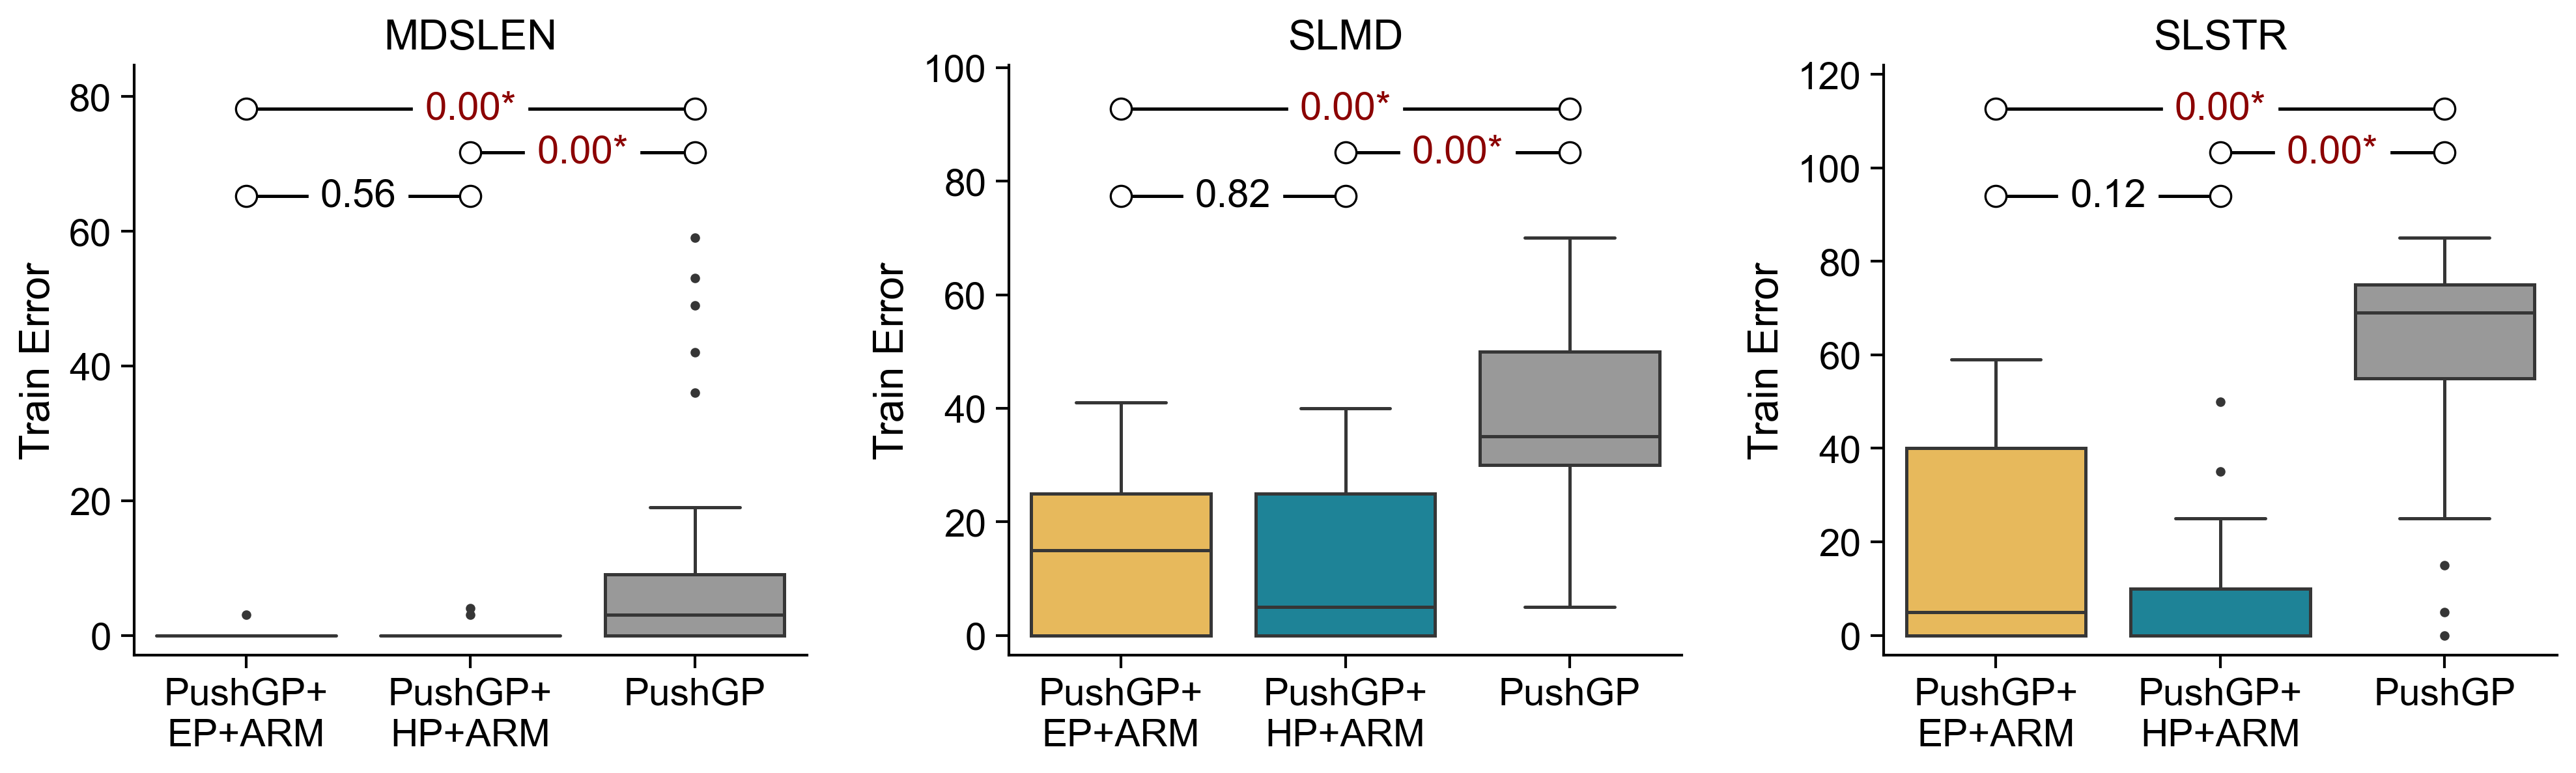 MDSLEN
Train Error
80
60
40
20
0
0.00*
0.00*
0.56
PushGP+
EP+ARM
PushGP+
HP+ARM
PushGP
SLMD
Train Error
100
80
60
40
20
0
0.00*
0.00*
0.82
PushGP+
EP+ARM
PushGP+
HP+ARM
PushGP
SLSTR
Train Error
120
100
80
60
40
20
0
0.00*
0.00*
0.12
PushGP+
EP+ARM
PushGP+
HP+ARM
PushGP